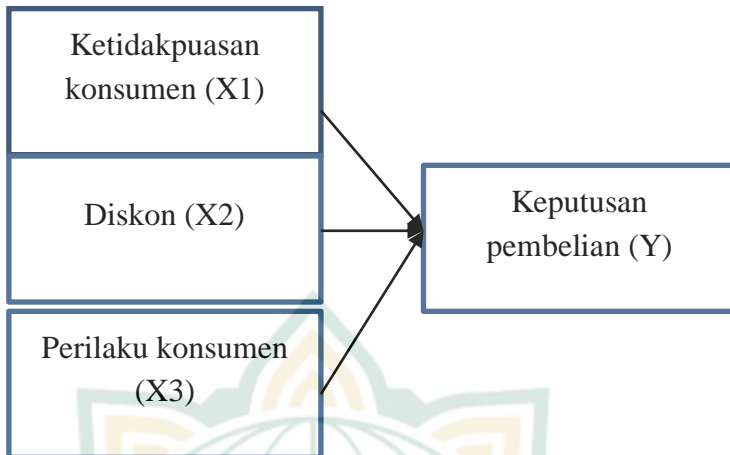 Ketidakpuasan
konsumen (X1)
Diskon (X2)
Perilaku konsumen
(X3)
Keputusan
pembelian (Y)